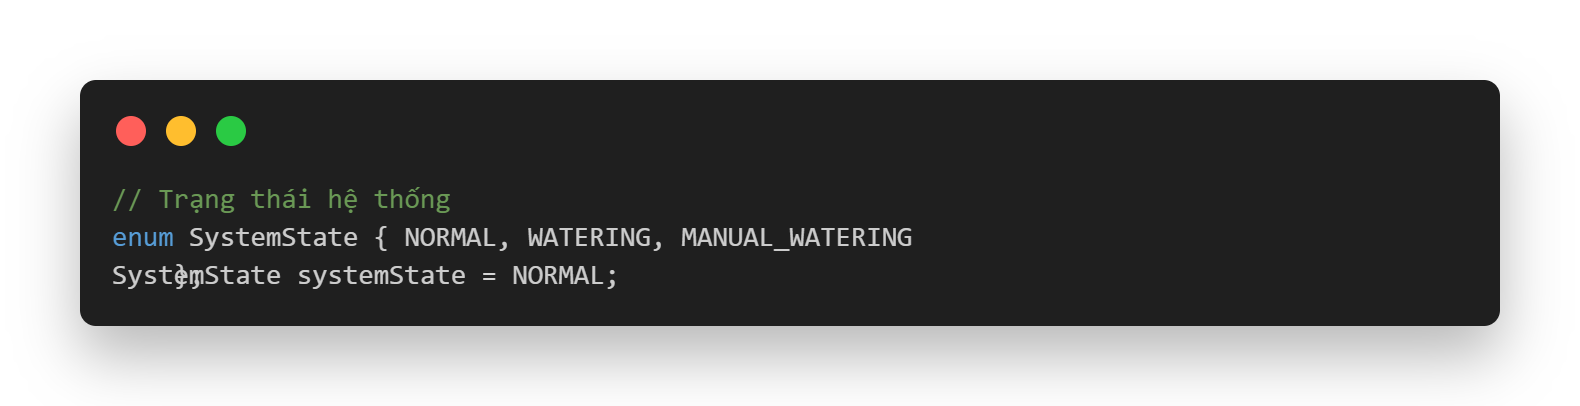 // Trạng thái hệ thống
enum SystemState { NORMAL, WATERING, MANUAL_WATERING
};
SystemState systemState = NORMAL;